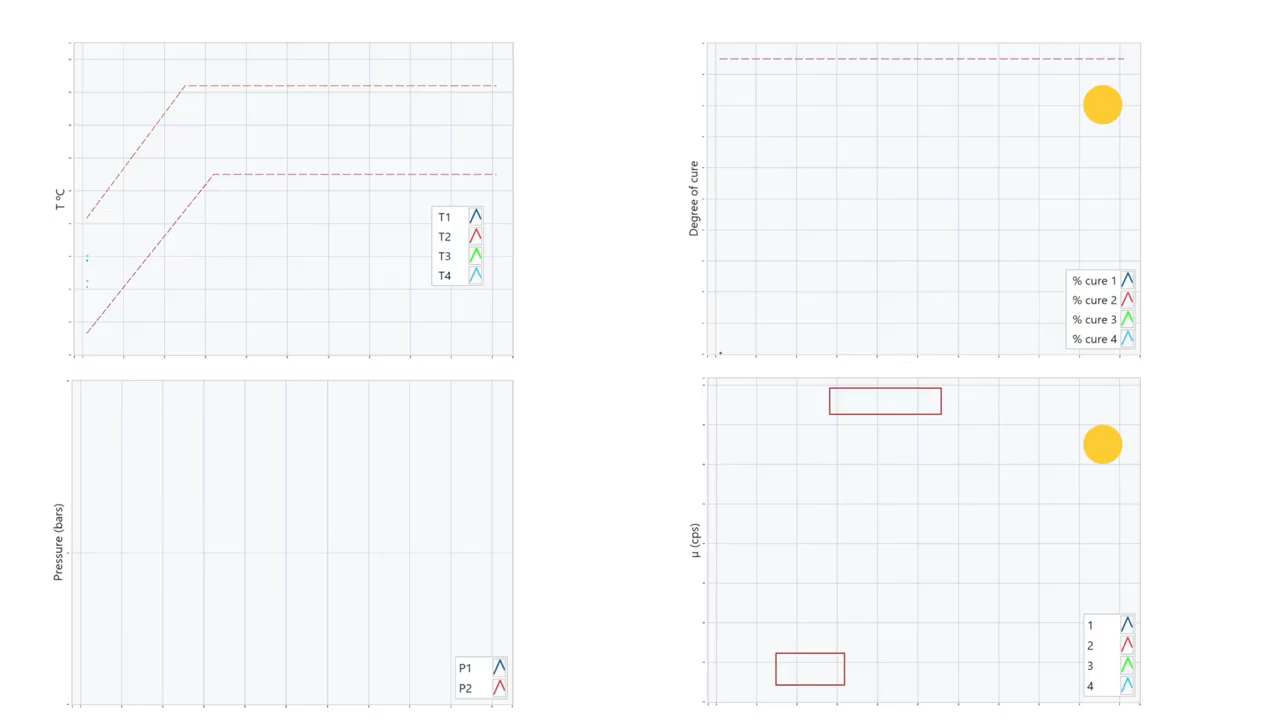 T ºC
T1
T2
T3
T4
Degree of cure
% cure 1
% cure 2
% cure 3
% cure 4
Pressure (bars)
P1
P2
µ (cps)
1
2
3
4